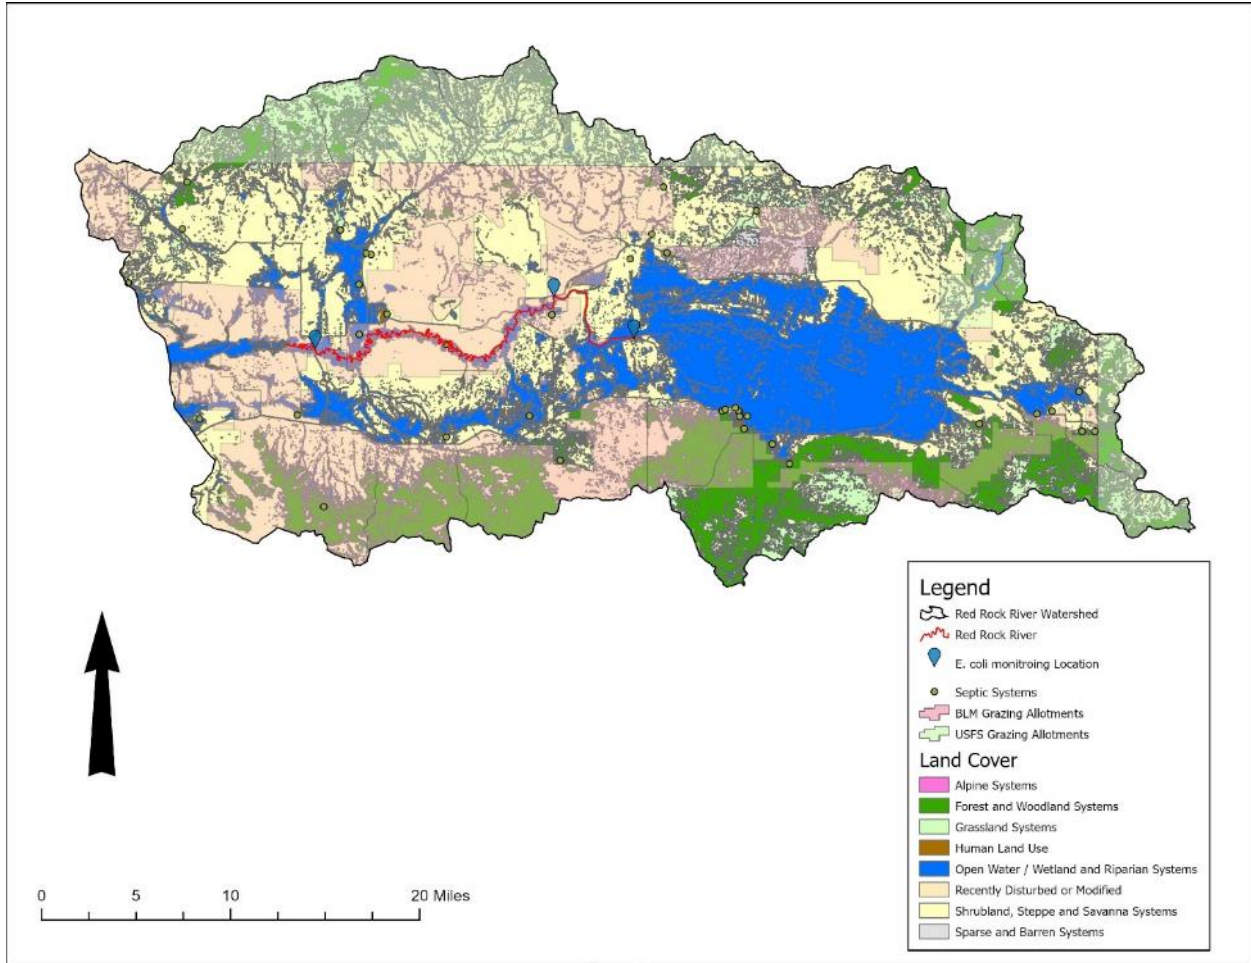 Legend
Red Rock River Watershed
Red Rock River
E. coli monitroing Location
Septic Systems
BLM Grazing Allotments
USFS Grazing Allotments
Land Cover
Alpine Systems
Forest and Woodland Systems
Grassland Systems
Human Land Use
Open Water / Wetland and Riparian Systems
Recently Disturbed or Modified
Shrubland, Steppe and Savanna Systems
Sparse and Barren Systems
0 5 10 20 Miles